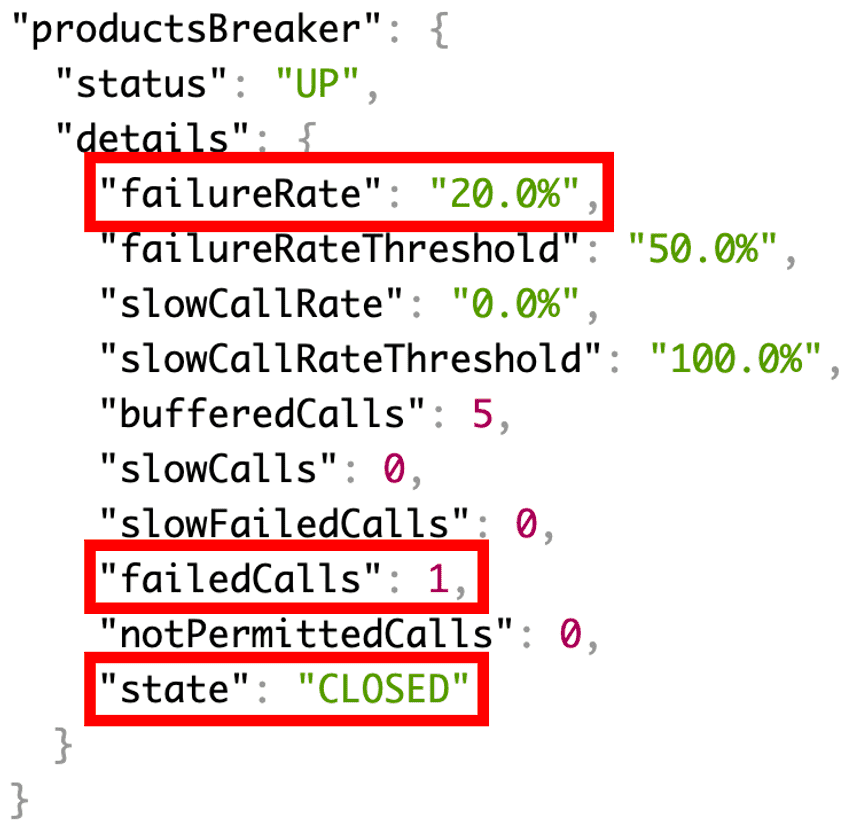 "productsBreaker": {
"status": "UP",
"details": {
"failureRate": "20.0%",
"failureRateThreshold": "50.0%",
"slowCallRate": "0.0%",
"slowCallRateThreshold": "100.0%",
"bufferedCalls": 5,
"slowCalls": 0,
"slowFailedCalls": 0,
"failedCalls": 1,
"notPermittedCalls": 0,
"state": "CLOSED"
}
}